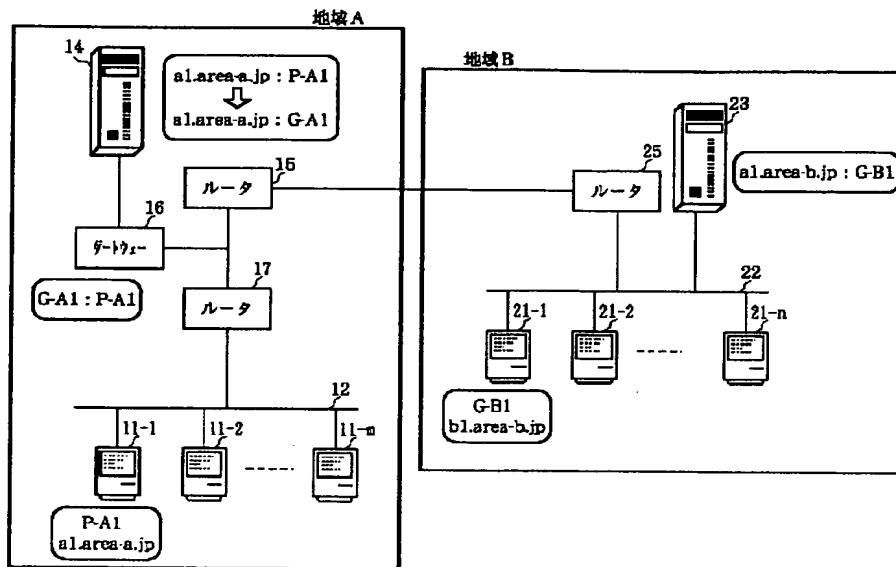 地域A
14
a1.area-a.jp : P-A1
a1.area-a.jp : G-A1
15
ルータ
16
ゲートウェー
G-A1 : P-A1
17
ルータ
12
11-1
11-2
11-n
P-A1
a1.area-a.jp
地域B
23
25
ルータ
a1.area-b.jp : G-B1
22
21-1
21-2
21-n
G-B1
b1.area-b.jp